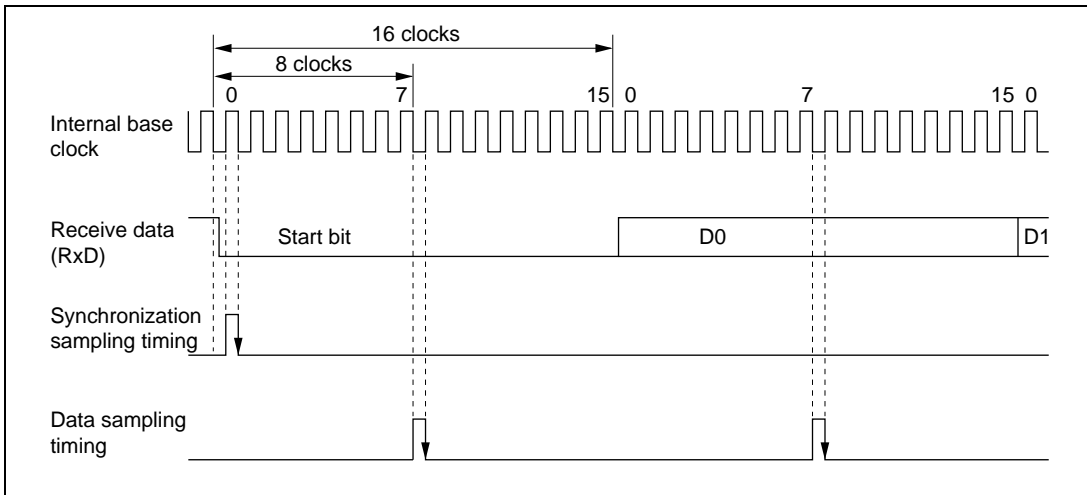 16 clocks
8 clocks
0 7 15 0 7 15 0
Internal base
clock
Receive data
(RxD)
Start bit D0 D1
Synchronization
sampling timing
Data sampling
timing